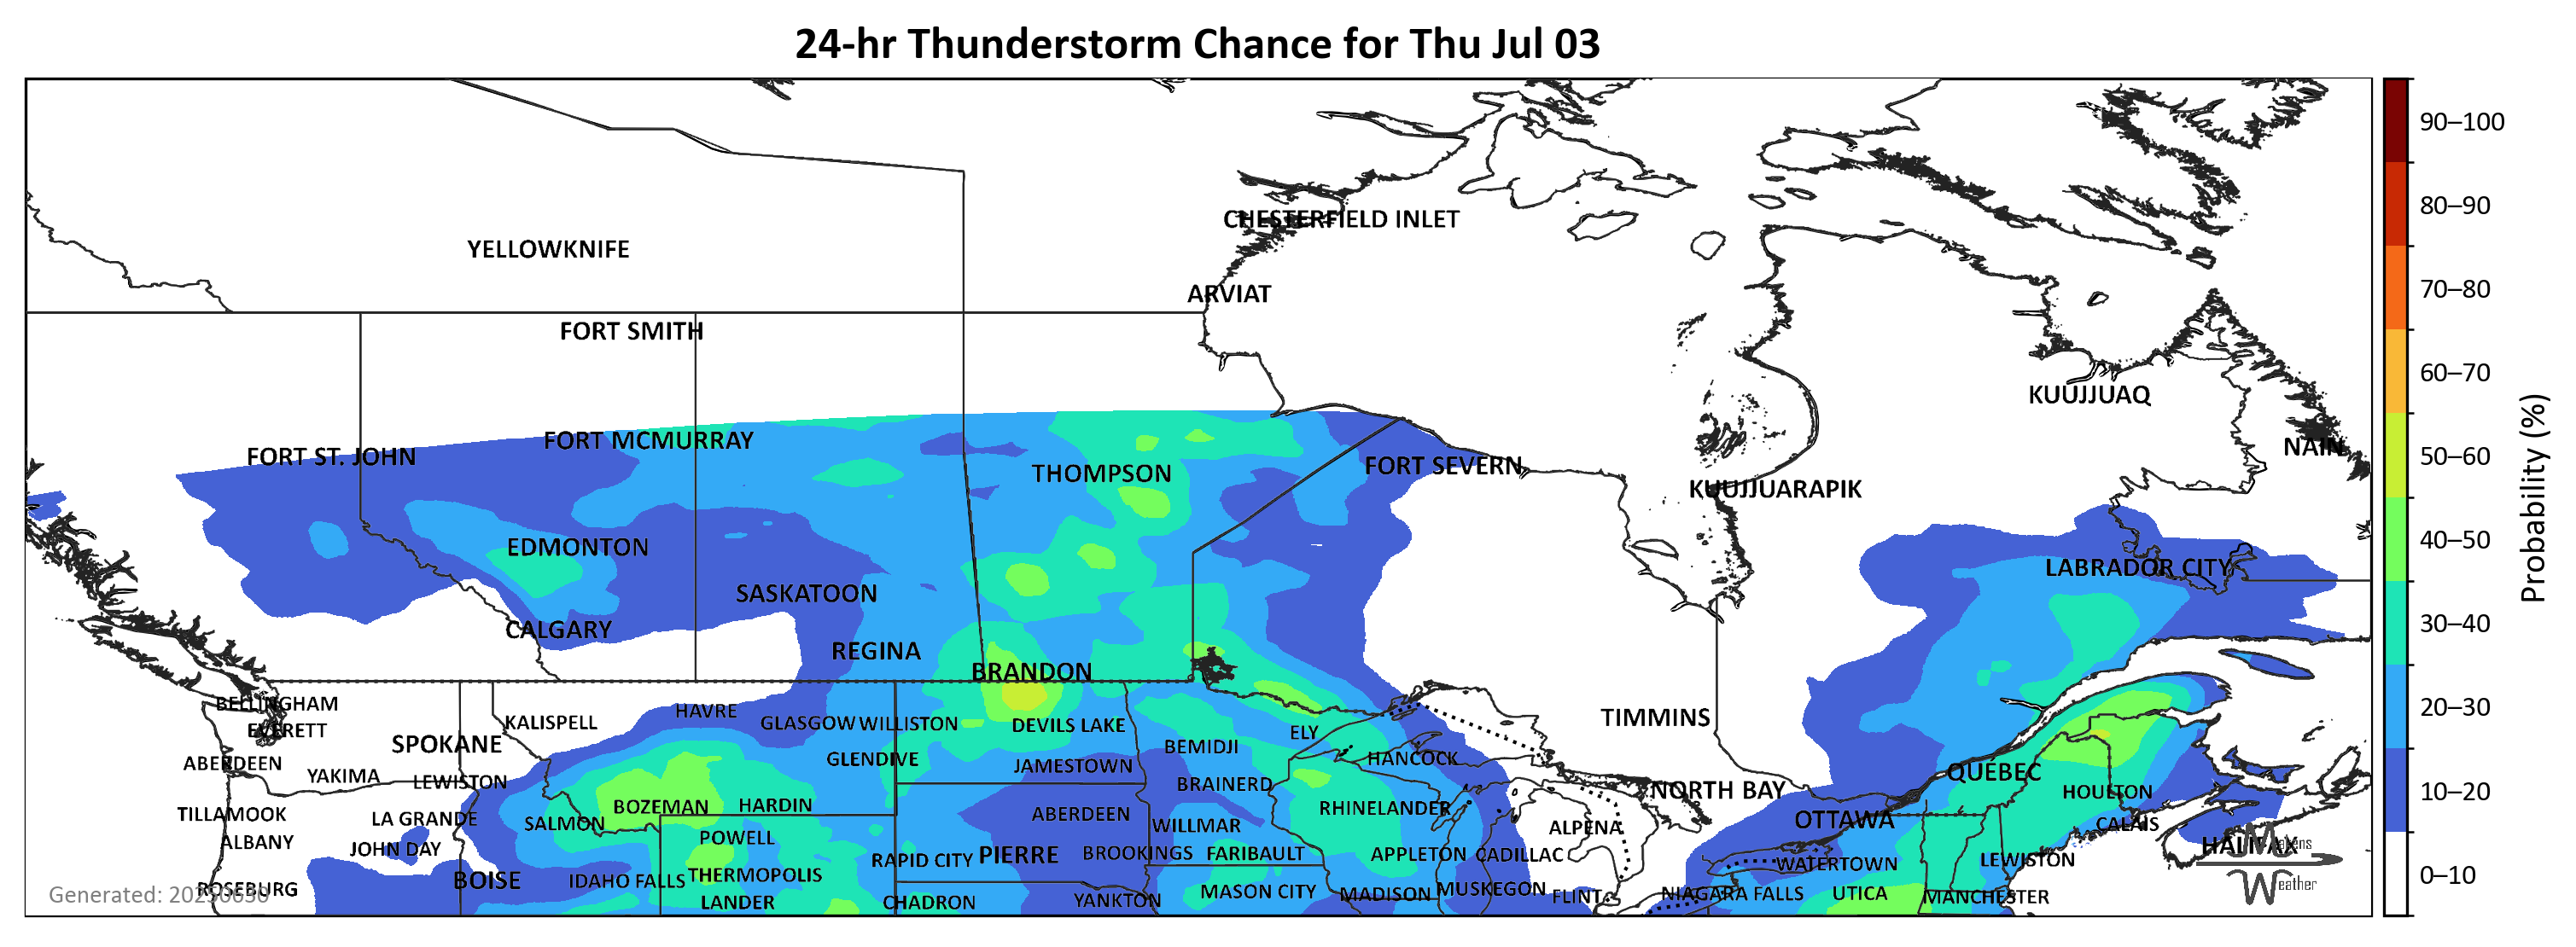 24-hr Thunderstorm Chance for Thu Jul 03
90–100
80–90
CHESTERFIELD INLET
YELLOWKNIFE
70–80
ARVIAT
FORT SMITH
60–70
KUUJJUAQ
FORT MCMURRAY
NAIN
FORT ST. JOHN
50–60
THOMPSON
FORT SEVERN
KUUJJUARAPIK
EDMONTON
40–50
Probability (%)
LABRADOR CITY
SASKATOON
CALGARY
30–40
REGINA
BRANDON
BELLINGHAM
HAVRE
20–30
KALISPELL
GLASGOW
WILLISTON
DEVILS LAKE
TIMMINS
EVERETT
ELY
SPOKANE
BEMIDJI
GLENDIVE
HANCOCK
ABERDEEN
JAMESTOWN
QUÉBEC
YAKIMA
LEWISTON
BRAINERD
NORTH BAY
HOULTON
10–20
BOZEMAN
HARDIN
RHINELANDER
TILLAMOOK
LA GRANDE
SALMON
ABERDEEN
WILLMAR
ALPENA
OTTAWA
CALAIS
ALBANY
POWELL
JOHN DAY
RAPID CITY
PIERRE
BROOKINGS
FARIBAULT
APPLETON
CADILLAC
HALIFAX
Makens
WATERTOWN
LEWISTON
BOISE
IDAHO FALLS
THERMOPOLIS
0–10
Weather
ROSEBURG
Generated: 20250630
LANDER
CHADRON
YANKTON
MASON CITY
MADISON
MUSKEGON
FLINT
NIAGARA FALLS
UTICA
MANCHESTER